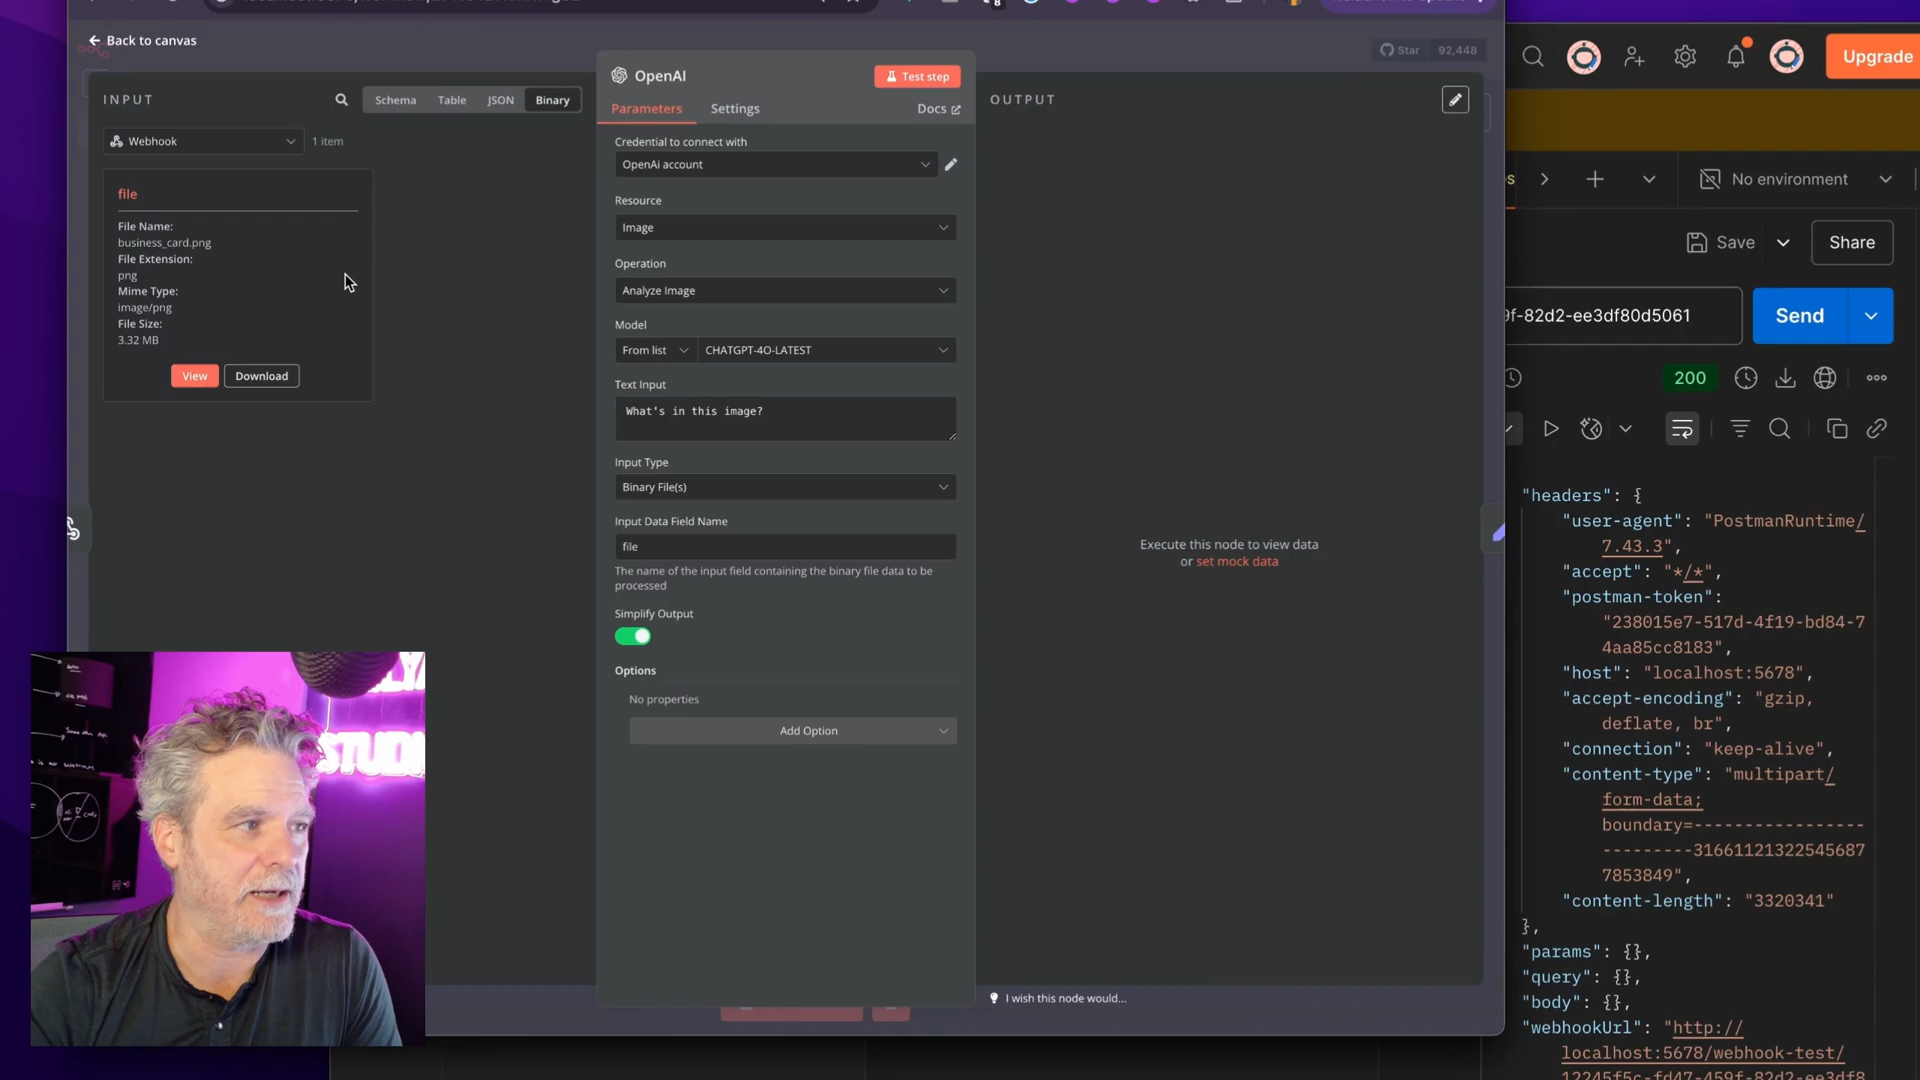 Back to canvas
Star 92,448
INPUT
Schema Table JSON Binary
Webhook 1 item
file
File Name:
business_card.png
File Extension:
png
Mime Type:
image/png
File Size:
3.32 MB
View Download
OpenAI
Test step
Parameters Settings Docs
Credential to connect with
OpenAi account
Resource
Image
Operation
Analyze Image
Model
From list CHATGPT-4O-LATEST
Text Input
What's in this image?
Input Type
Binary File(s)
Input Data Field Name
file
The name of the input field containing the binary file data to be
processed
Simplify Output
Options
No properties
Add Option
OUTPUT
Execute this node to view data
or set mock data
I wish this node would...
Upgrade
No environment
Save Share
9f-82d2-ee3df80d5061
Send
200
"headers": {
"user-agent": "PostmanRuntime/
7.43.3",
"accept": "*/*",
"postman-token":
"238015e7-517d-4f19-bd84-7
4aa85cc8183",
"host": "localhost:5678",
"accept-encoding": "gzip,
deflate, br",
"connection": "keep-alive",
"content-type": "multipart/
form-data;
boundary=-----------------
---------31661121322545687
7853849",
"content-length": "3320341"
},
"params": {},
"query": {},
"body": {},
"webhookUrl": "http://
localhost:5678/webhook-test/
12245f5c-fd47-459f-82d2-ee3df8